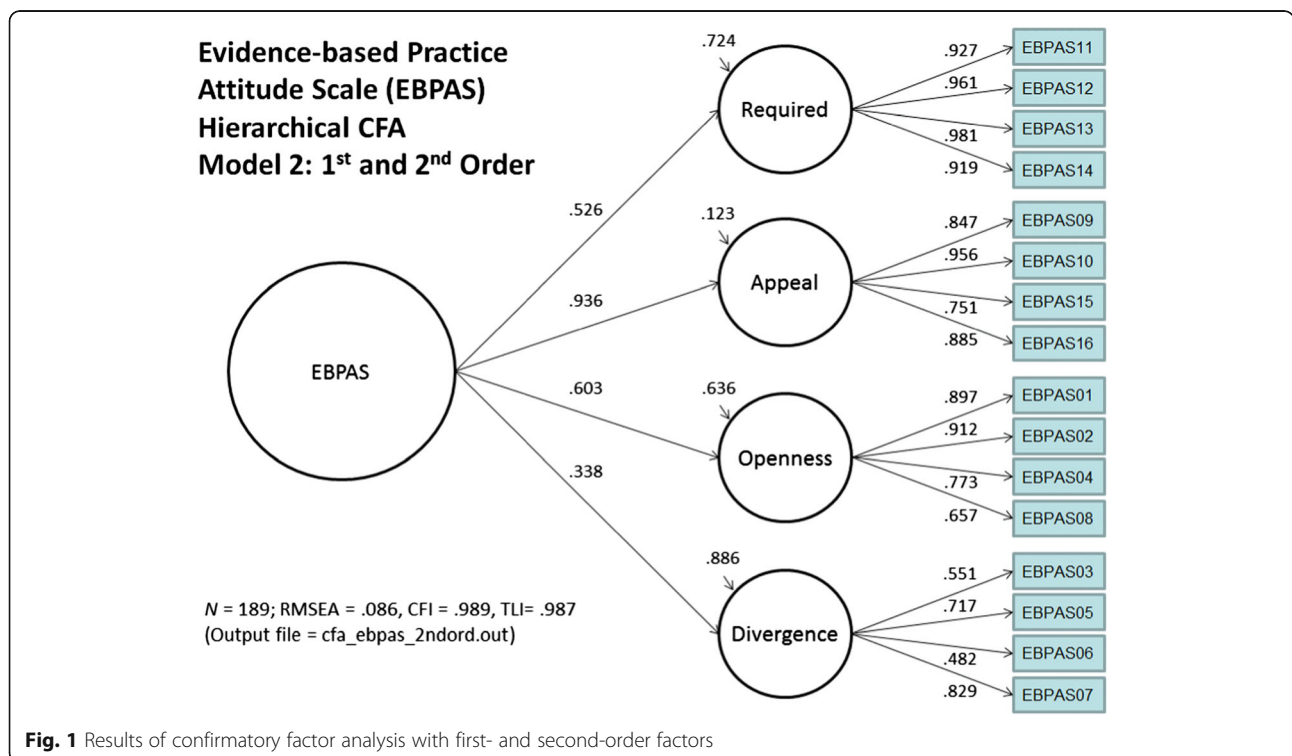 Evidence-based Practice
Attitude Scale (EBPAS)
Hierarchical CFA
Model 2: 1st and 2nd Order
EBPAS
.526
.936
.603
.338
.724
Required
.927
EBPAS11
.961
EBPAS12
.981
EBPAS13
.919
EBPAS14
.123
Appeal
.847
EBPAS09
.956
EBPAS10
.751
EBPAS15
.885
EBPAS16
.636
Openness
.897
EBPAS01
.912
EBPAS02
.773
EBPAS04
.657
EBPAS08
.886
Divergence
.551
EBPAS03
.717
EBPAS05
.482
EBPAS06
.829
EBPAS07
N = 189; RMSEA = .086, CFI = .989, TLI= .987
(Output file = cfa_ebpas_2ndord.out)
Fig. 1 Results of confirmatory factor analysis with first- and second-order factors